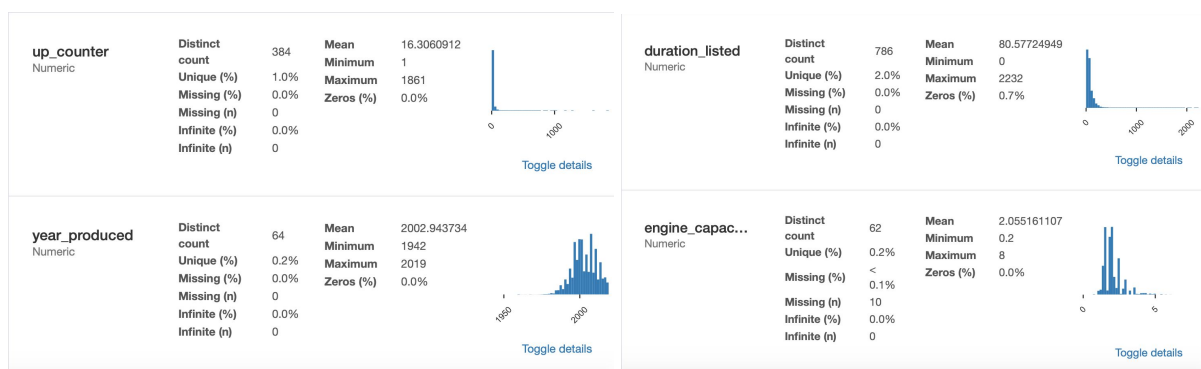 up_counter
Numeric
Distinct count 384
Unique (%) 1.0%
Missing (%) 0.0%
Missing (n) 0
Infinite (%) 0.0%
Infinite (n) 0
Mean 16.3060912
Minimum 1
Maximum 1861
Zeros (%) 0.0%
0 1000
Toggle details
duration_listed
Numeric
Distinct count 786
Unique (%) 2.0%
Missing (%) 0.0%
Missing (n) 0
Infinite (%) 0.0%
Infinite (n) 0
Mean 80.57724949
Minimum 0
Maximum 2232
Zeros (%) 0.7%
0 1000 2000
Toggle details
year_produced
Numeric
Distinct count 64
Unique (%) 0.2%
Missing (%) 0.0%
Missing (n) 0
Infinite (%) 0.0%
Infinite (n) 0
Mean 2002.943734
Minimum 1942
Maximum 2019
Zeros (%) 0.0%
1950 2000
Toggle details
engine_capac...
Numeric
Distinct count 62
Unique (%) 0.2%
Missing (%) < 0.1%
Missing (n) 10
Infinite (%) 0.0%
Infinite (n) 0
Mean 2.055161107
Minimum 0.2
Maximum 8
Zeros (%) 0.0%
0 5
Toggle details